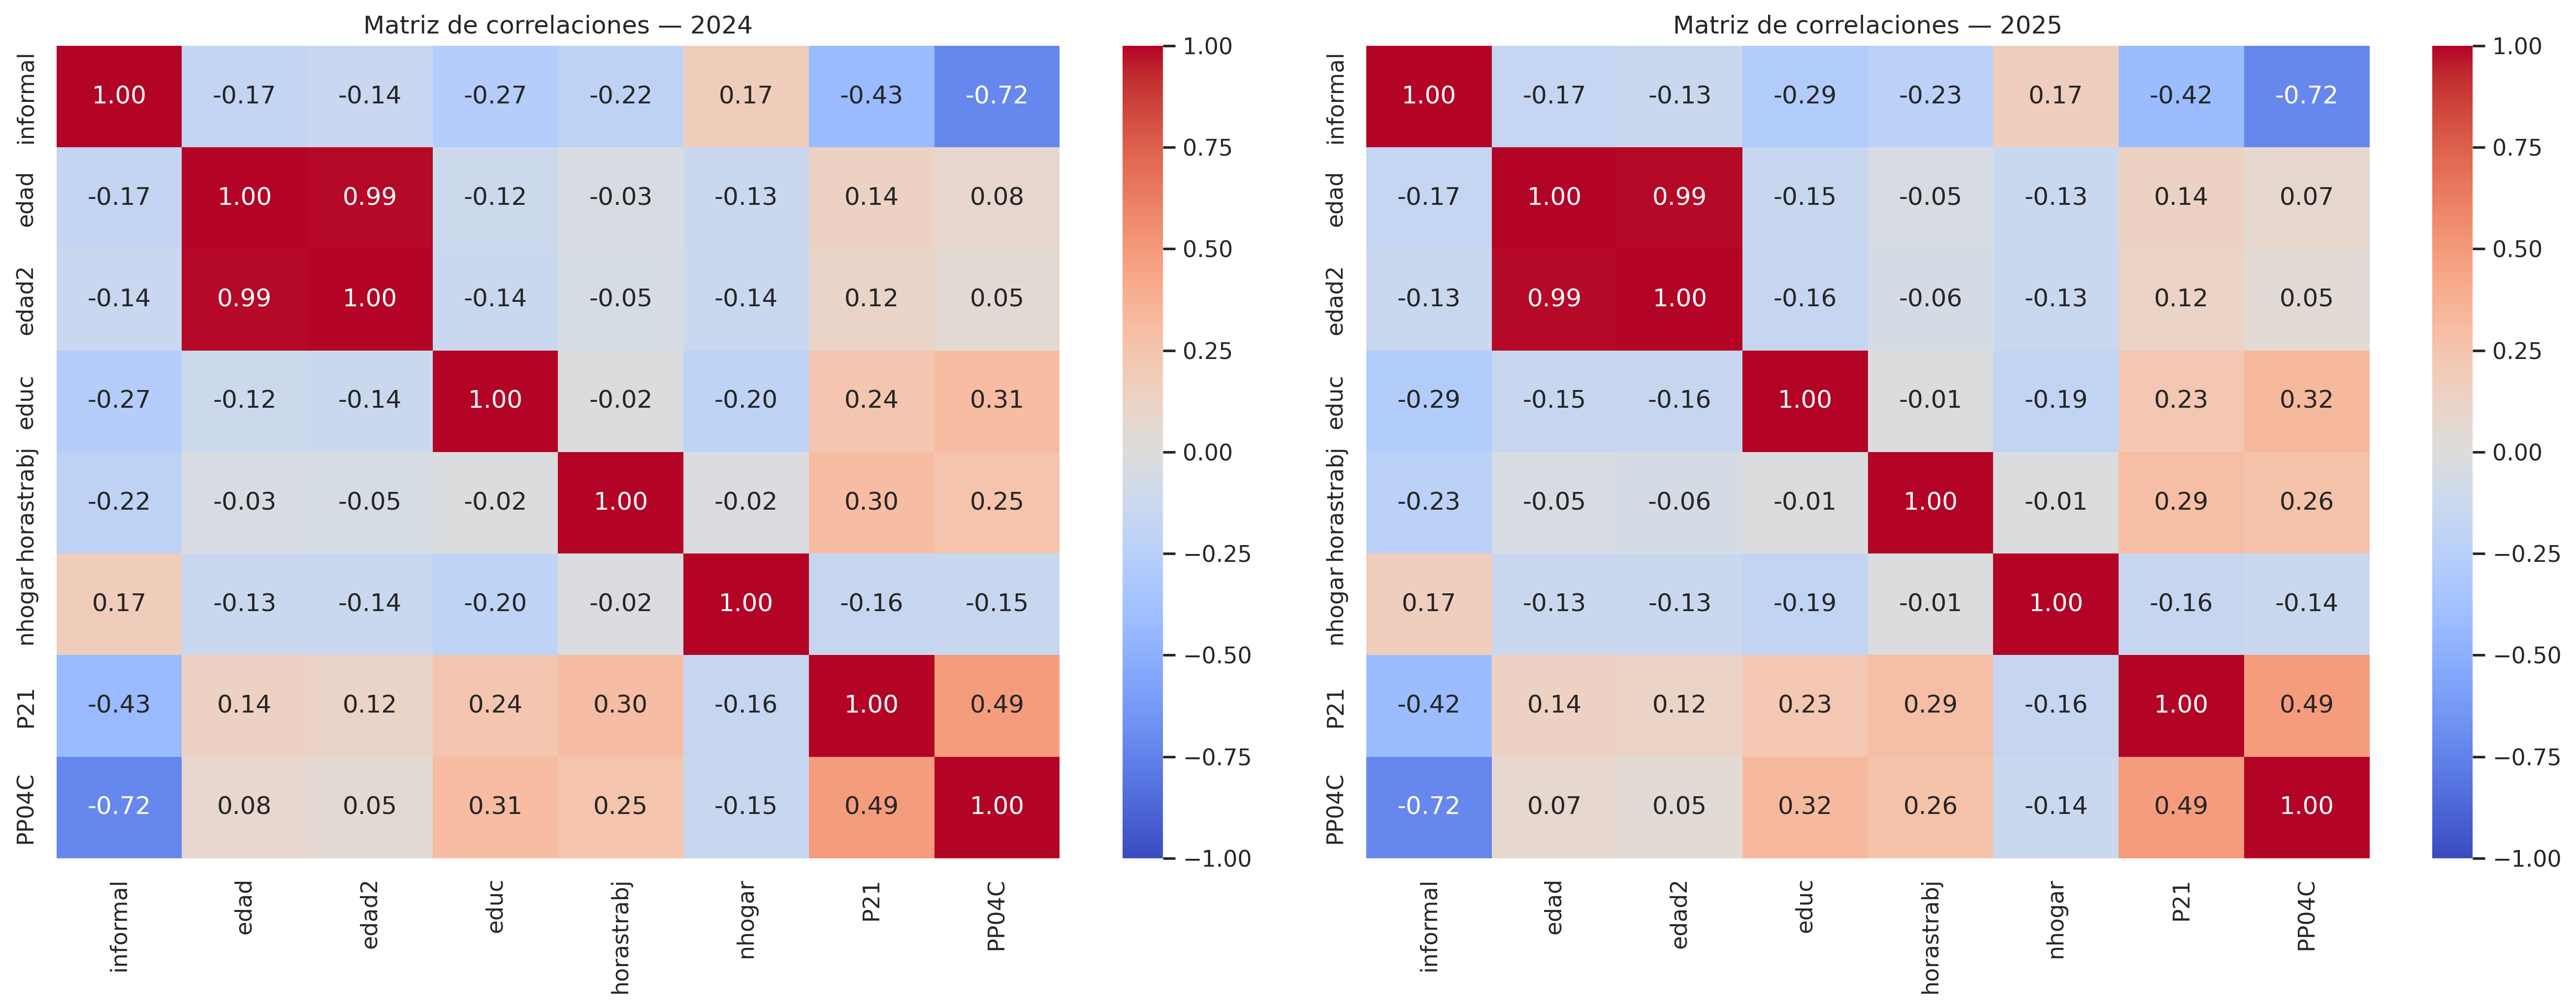 Matriz de correlaciones — 2024
informal 1.00 -0.17 -0.14 -0.27 -0.22 0.17 -0.43 -0.72
edad -0.17 1.00 0.99 -0.12 -0.03 -0.13 0.14 0.08
edad2 -0.14 0.99 1.00 -0.14 -0.05 -0.14 0.12 0.05
educ -0.27 -0.12 -0.14 1.00 -0.02 -0.20 0.24 0.31
horastrabj -0.22 -0.03 -0.05 -0.02 1.00 -0.02 0.30 0.25
nhogar 0.17 -0.13 -0.14 -0.20 -0.02 1.00 -0.16 -0.15
P21 -0.43 0.14 0.12 0.24 0.30 -0.16 1.00 0.49
PP04C -0.72 0.08 0.05 0.31 0.25 -0.15 0.49 1.00
informal edad edad2 educ horastrabj nhogar P21 PP04C
1.00
0.75
0.50
0.25
0.00
−0.25
−0.50
−0.75
−1.00
Matriz de correlaciones — 2025
informal 1.00 -0.17 -0.13 -0.29 -0.23 0.17 -0.42 -0.72
edad -0.17 1.00 0.99 -0.15 -0.05 -0.13 0.14 0.07
edad2 -0.13 0.99 1.00 -0.16 -0.06 -0.13 0.12 0.05
educ -0.29 -0.15 -0.16 1.00 -0.01 -0.19 0.23 0.32
horastrabj -0.23 -0.05 -0.06 -0.01 1.00 -0.01 0.29 0.26
nhogar 0.17 -0.13 -0.13 -0.19 -0.01 1.00 -0.16 -0.14
P21 -0.42 0.14 0.12 0.23 0.29 -0.16 1.00 0.49
PP04C -0.72 0.07 0.05 0.32 0.26 -0.14 0.49 1.00
informal edad edad2 educ horastrabj nhogar P21 PP04C
1.00
0.75
0.50
0.25
0.00
−0.25
−0.50
−0.75
−1.00